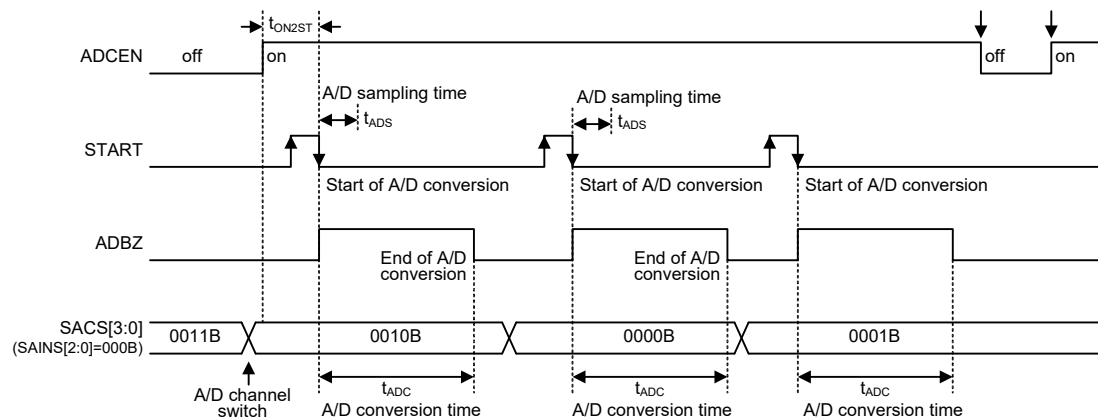 tON2ST
ADCEN
off
on
off
on
A/D sampling time
A/D sampling time
tADS
tADS
START
Start of A/D conversion
Start of A/D conversion
Start of A/D conversion
ADBZ
End of A/D
conversion
End of A/D
conversion
SACS[3:0]
(SAINS[2:0]=000B)
0011B
0010B
0000B
0001B
A/D channel
switch
tADC
tADC
tADC
A/D conversion time
A/D conversion time
A/D conversion time